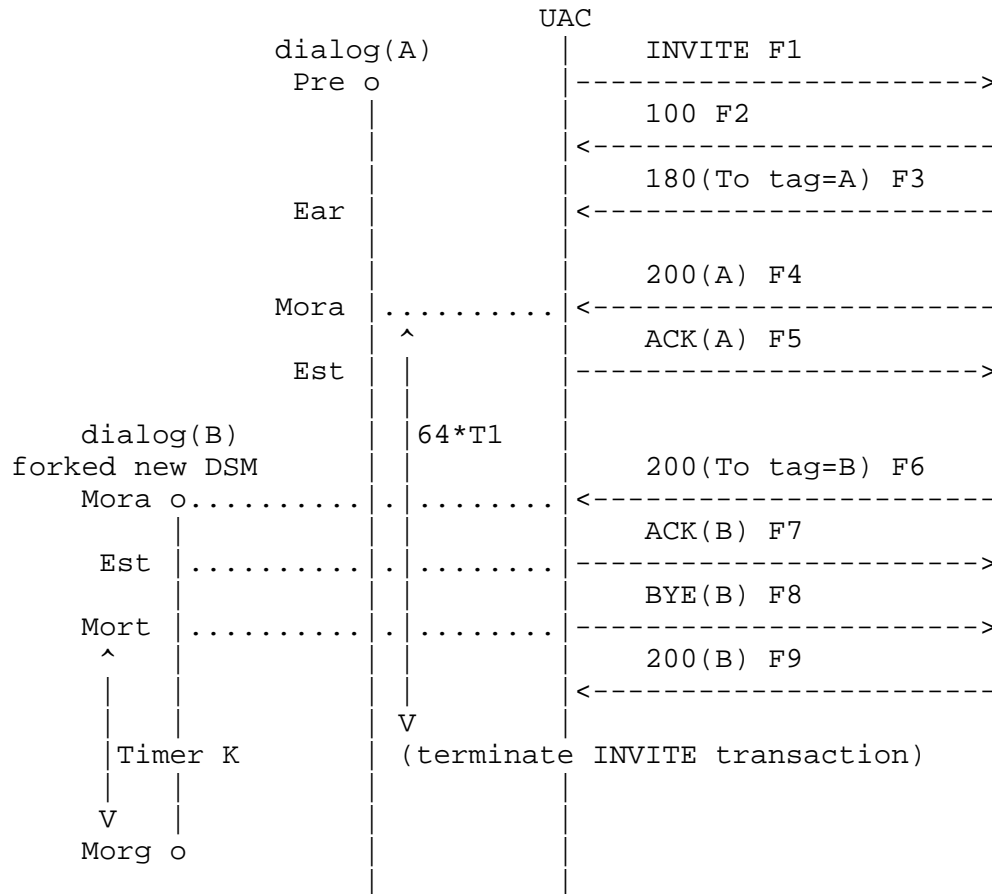 UAC
dialog(A)
INVITE F1
Pre
100 F2
180(To tag=A) F3
Ear
200(A) F4
Mora
ACK(A) F5
Est
64*T1
dialog(B)
forked new DSM
200(To tag=B) F6
Mora
ACK(B) F7
Est
BYE(B) F8
Mort
200(B) F9
Timer K
(terminate INVITE transaction)
Morg